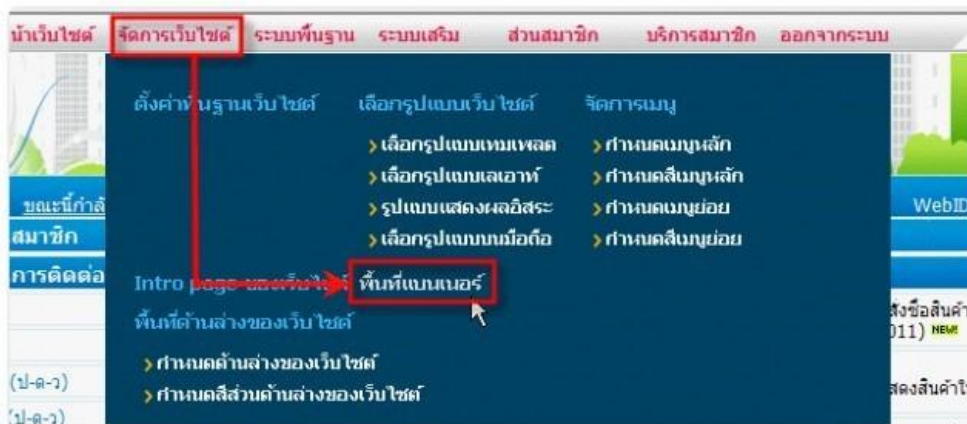 น้าเว็บไซต์ จัดการเว็บไซต์ ระบบพื้นฐาน ระบบเสริม ส่วนสมาชิก บริการสมาชิก ออกจากระบบ
ตั้งค่าพื้นฐานเว็บไซต์ เลือกรูปแบบเว็บไซต์ จัดการเมนู
เลือกรูปแบบเทมเพลต กำหนดเมนูหลัก
เลือกรูปแบบเลเอาท์ กำหนดสีเมนูหลัก
ขณะนี้กำลั รูปแบบแสดงผลอิสระ กำหนดเมนูย่อย WebID
สมาชิก เลือกรูปแบบบนมือถือ กำหนดสีเมนูย่อย
การติดต่อ Intro page ของเว็บไซต์ พื้นที่แบนเนอร์
พื้นที่ด้านล่างของเว็บไซต์ สั่งซื้อสินค้า
011) NEW!
กำหนดด้านล่างของเว็บไซต์
(ป-ด-ว) กำหนดสีส่วนด้านล่างของเว็บไซต์ สดงสินค้าใ
(ป-ด-ว)